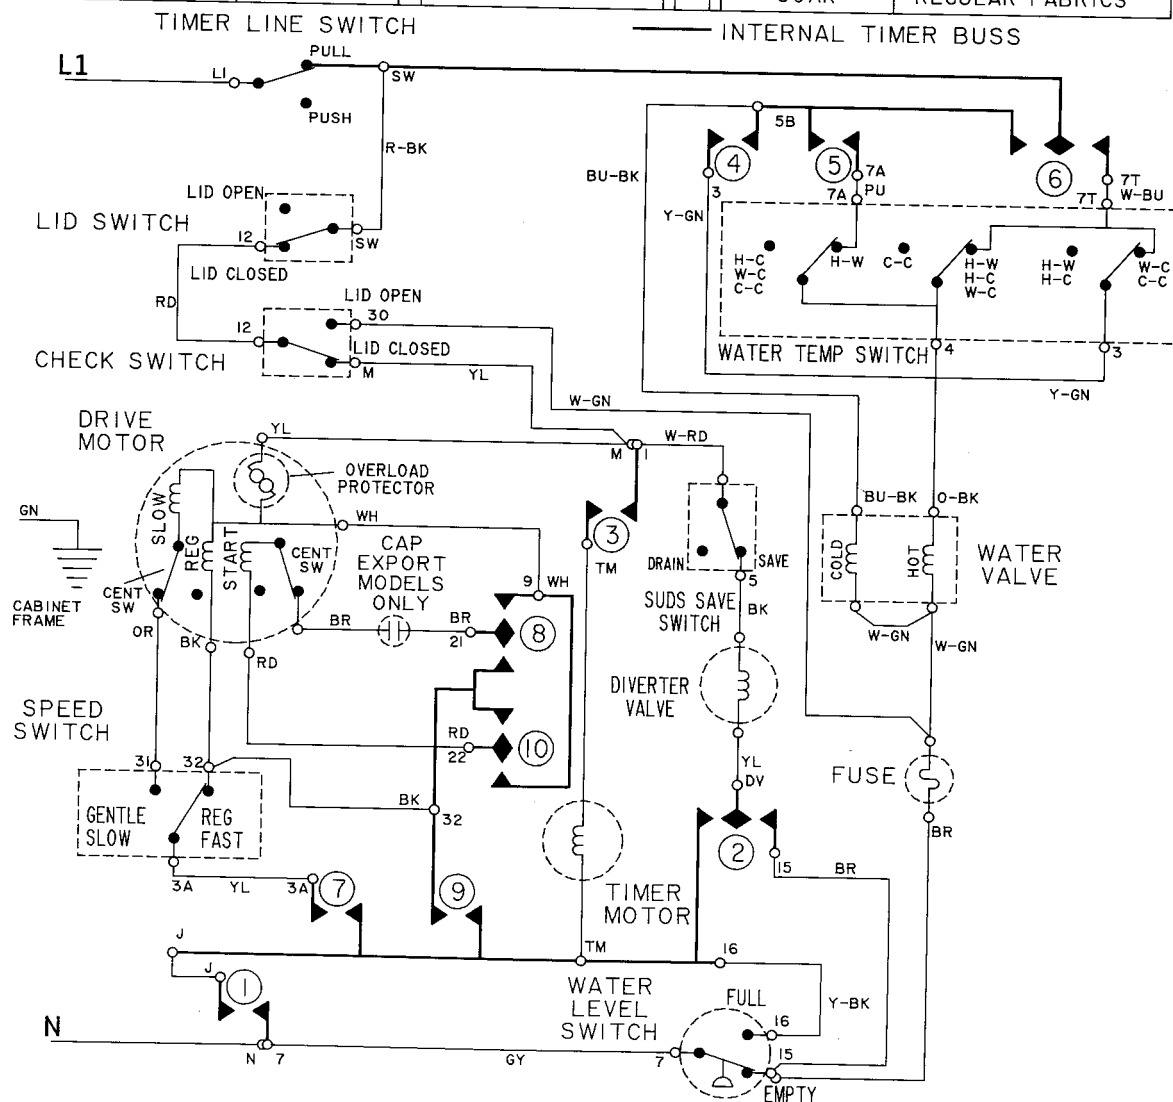 REGULAR FABRICS
TIMER LINE SWITCH
INTERNAL TIMER BUSS
L1
L1
PULL
SW
PUSH
R-BK
5B
4
5
6
3
7A
PU
7A
7T
W-BU
7T
BU-BK
Y-GN
LID SWITCH
LID OPEN
12
SW
LID CLOSED
H-C
W-C
C-C
H-W
C-C
H-W
H-C
W-C
H-W
H-C
W-C
C-C
RD
LID OPEN
30
12
LID CLOSED
M
YL
CHECK SWITCH
WATER TEMP SWITCH
4
3
Y-GN
W-GN
DRIVE
MOTOR
YL
M
1
W-RD
OVERLOAD
PROTECTOR
GN
SLOW
REG
START
CENT
SW
CENT
SW
WH
CAP
EXPORT
MODELS
ONLY
3
TM
DRAIN
SAVE
5
BK
SUDS SAVE
SWITCH
BU-BK
O-BK
COLD
HOT
WATER
VALVE
W-GN
W-GN
CABINET
FRAME
OR
BK
RD
BR
BR
21
9
WH
8
SPEED
SWITCH
31
32
RD
22
10
DIVERTER
VALVE
YL
DV
FUSE
BR
GENTLE
SLOW
REG
FAST
BK
32
2
15
BR
3A
YL
3A
7
9
TIMER
MOTOR
J
TM
16
J
1
WATER
LEVEL
SWITCH
FULL
Y-BK
16
N
N
7
GY
7
15
EMPTY